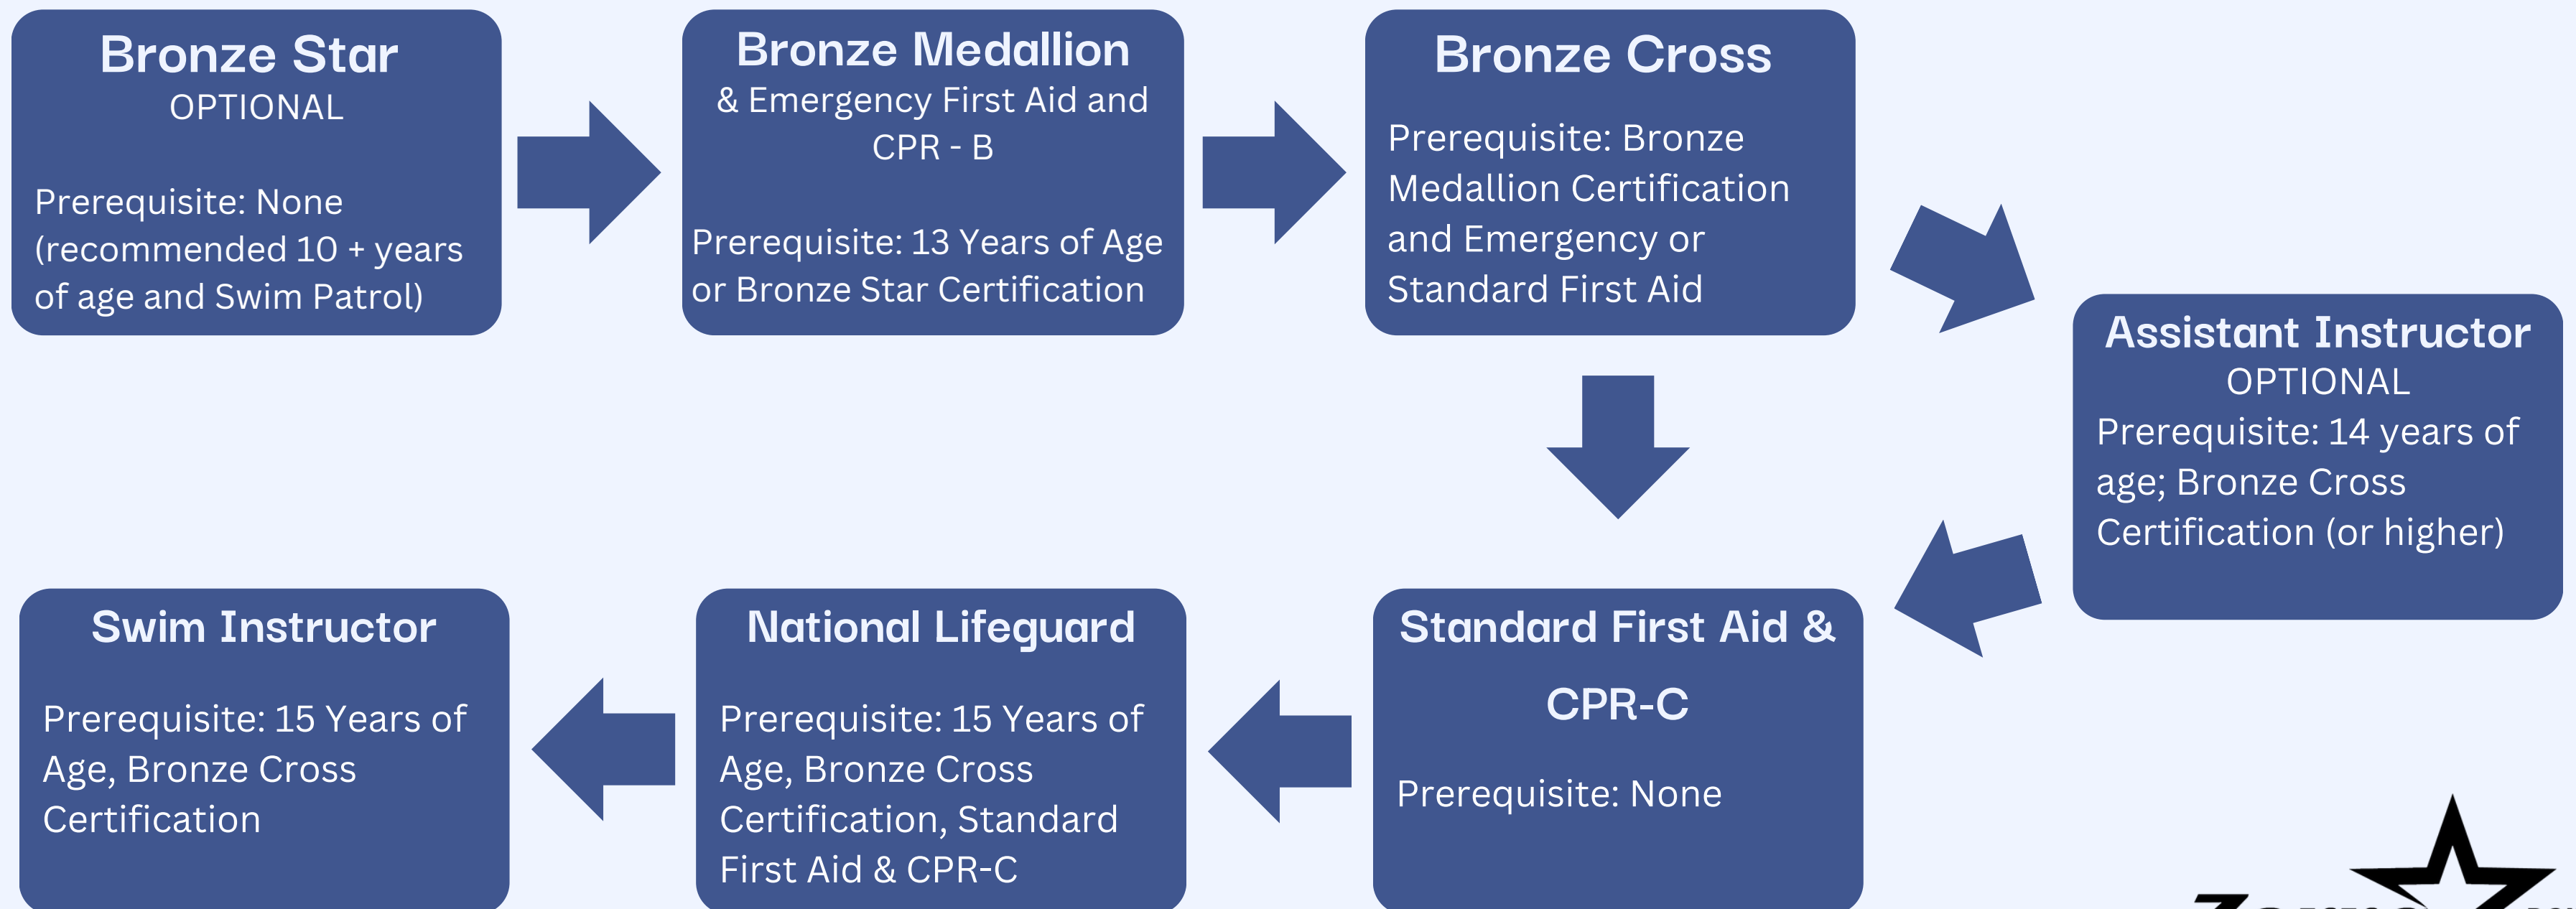 Bronze Star
OPTIONAL
Prerequisite: None
(recommended 10 + years
of age and Swim Patrol)
Bronze Medallion
& Emergency First Aid and
CPR - B
Prerequisite: 13 Years of Age
or Bronze Star Certification
Bronze Cross
Prerequisite: Bronze
Medallion Certification
and Emergency or
Standard First Aid
Assistant Instructor
OPTIONAL
Prerequisite: 14 years of
age; Bronze Cross
Certification (or higher)
Standard First Aid &
CPR-C
Prerequisite: None
National Lifeguard
Prerequisite: 15 Years of
Age, Bronze Cross
Certification, Standard
First Aid & CPR-C
Swim Instructor
Prerequisite: 15 Years of
Age, Bronze Cross
Certification